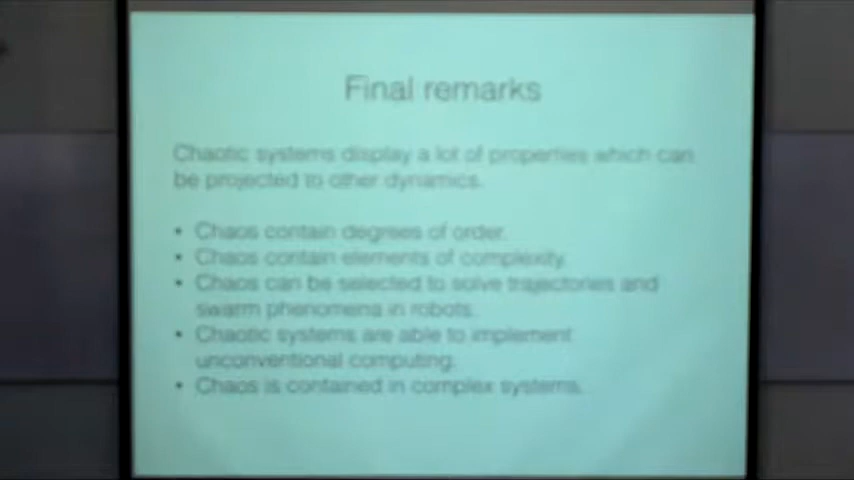 Final remarks
Chaotic systems display a lot of properties which can
be projected to other dynamics.
• Chaos contain degrees of order.
• Chaos contain elements of complexity.
• Chaos can be selected to solve trajectories and
swarm phenomena in robots.
• Chaotic systems are able to implement
unconventional computing.
• Chaos is contained in complex systems.